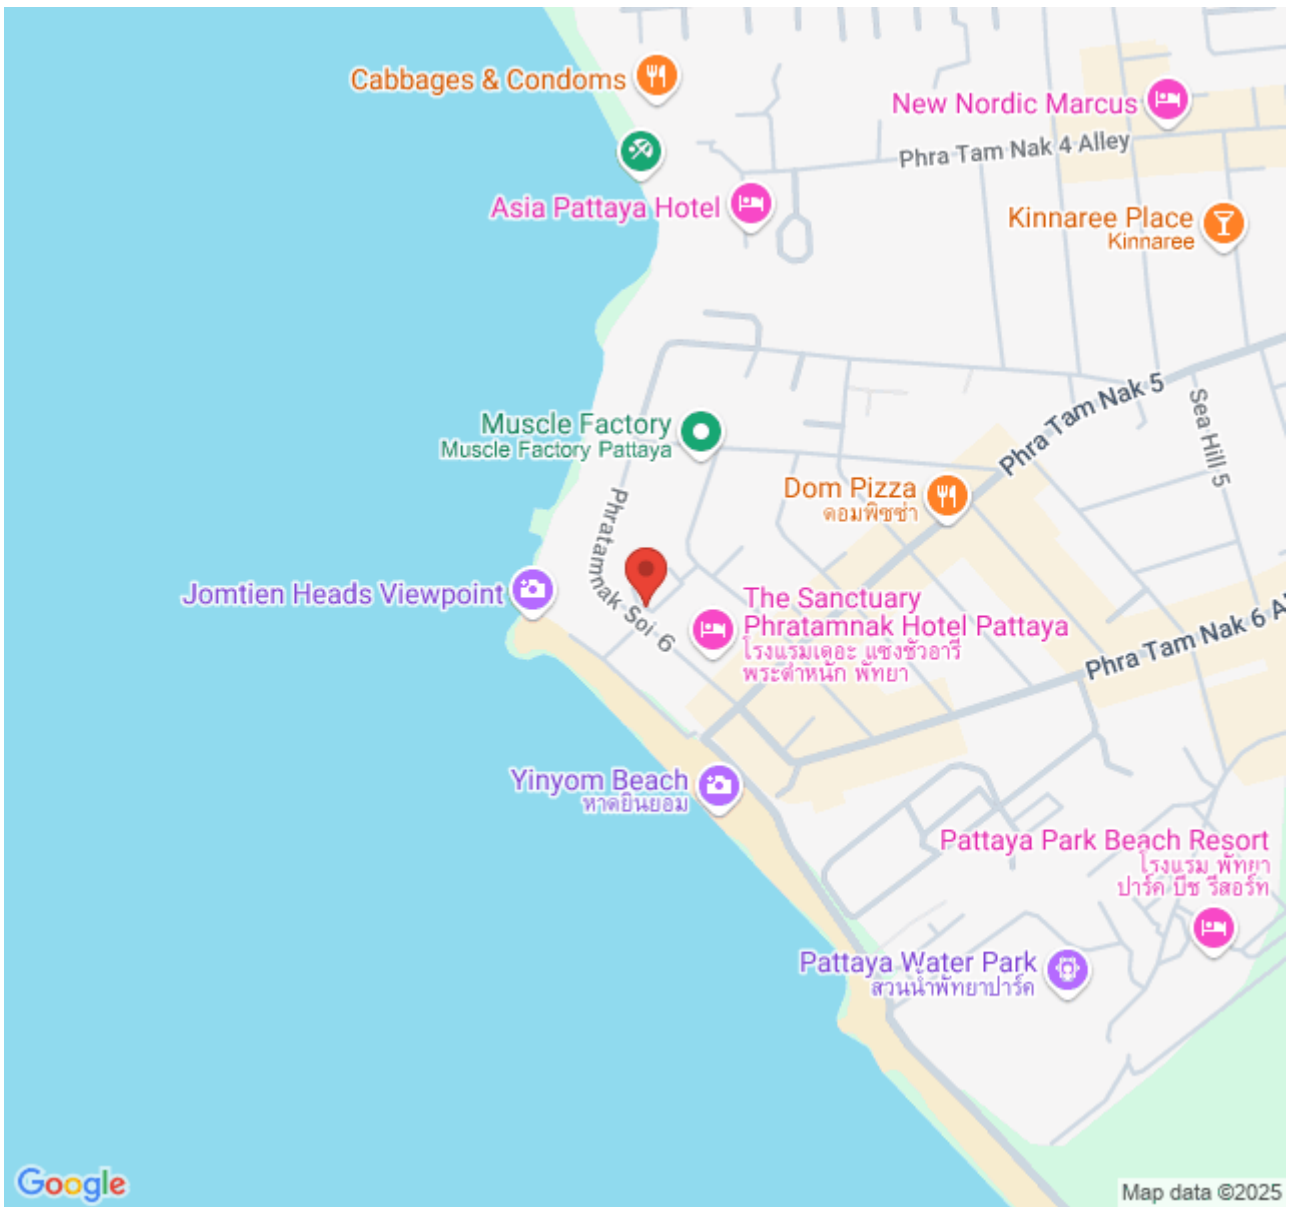 Cabbages & Condoms
New Nordic Marcus
Phra Tam Nak 4 Alley
Asia Pattaya Hotel
Kinnaree Place
Kinnaree
Phra Tam Nak 5
Sea Hill 5
Muscle Factory
Muscle Factory Pattaya
Dom Pizza
ดอมพิซซ่า
Phratamnak Soi 6
Jomtien Heads Viewpoint
The Sanctuary
Phratamnak Hotel Pattaya
โรงแรมเดอะ แซงชัวอารี
พระตำหนัก พัทยา
Phra Tam Nak 6 A
Yinyom Beach
หาดยินยอม
Pattaya Park Beach Resort
โรงแรม พัทยา
ปาร์ค บีช รีสอร์ท
Pattaya Water Park
สวนน้ำพัทยาปาร์ค
Google
Map data ©2025